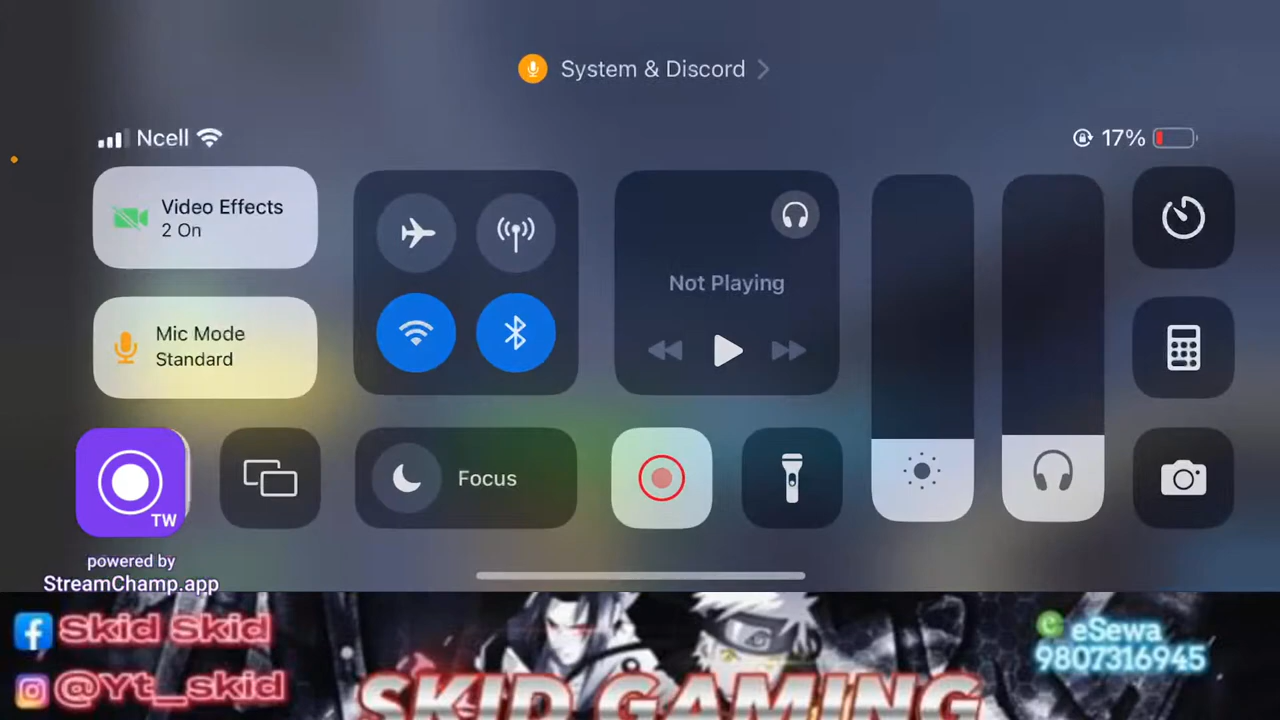 System & Discord
Ncell
17%
Video Effects
2 On
Mic Mode
Standard
Not Playing
Focus
TW
powered by
StreamChamp.app
Skid Skid
@Yt_skid
SKID GAMING
eSewa
9807316945